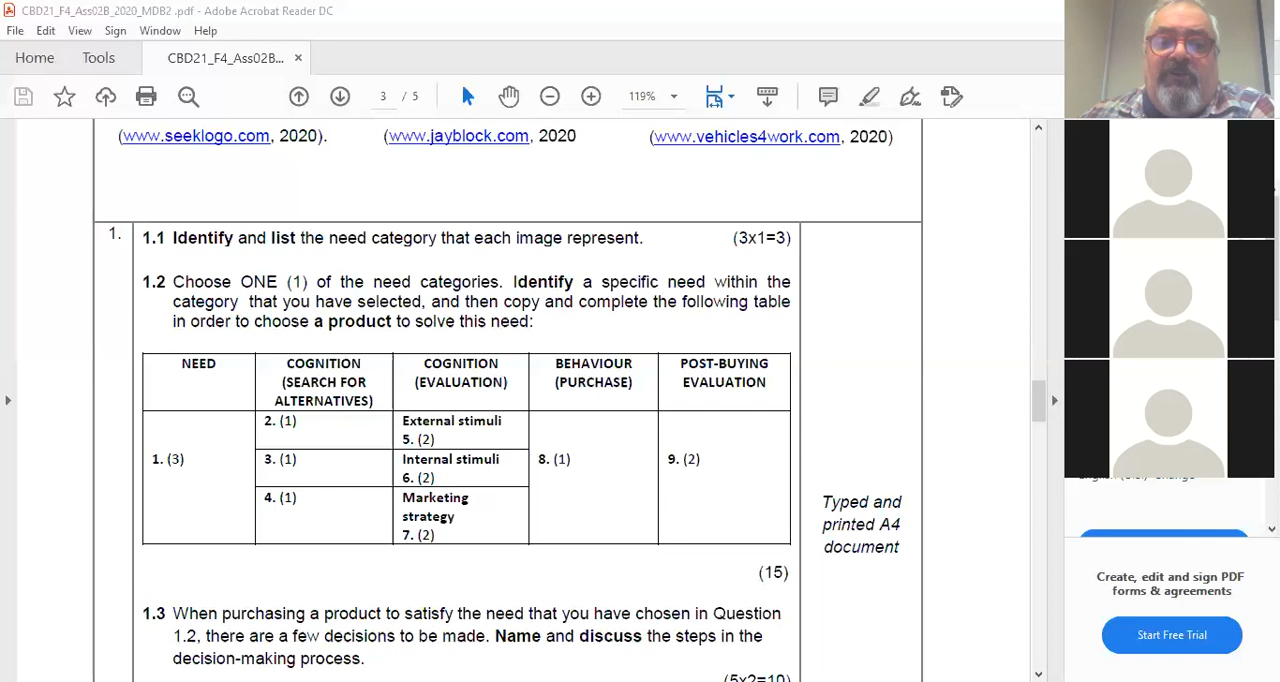 CBD21_F4_Ass02B_2020_MDB2 .pdf - Adobe Acrobat Reader DC
File Edit View Sign Window Help
Home Tools CBD21_F4_Ass02B... ×
3 / 5 119%
(www.seeklogo.com, 2020). (www.jayblock.com, 2020 (www.vehicles4work.com, 2020)
1. 1.1 Identify and list the need category that each image represent. (3x1=3)
1.2 Choose ONE (1) of the need categories. Identify a specific need within the
category that you have selected, and then copy and complete the following table
in order to choose a product to solve this need:
NEED
COGNITION
(SEARCH FOR
ALTERNATIVES)
COGNITION
(EVALUATION)
BEHAVIOUR
(PURCHASE)
POST-BUYING
EVALUATION
1. (3)
2. (1)
3. (1)
4. (1)
External stimuli
5. (2)
Internal stimuli
6. (2)
Marketing
strategy
7. (2)
8. (1)
9. (2)
(15)
Typed and
printed A4
document
1.3 When purchasing a product to satisfy the need that you have chosen in Question
1.2, there are a few decisions to be made. Name and discuss the steps in the
decision-making process.
(5x2=10)
Create, edit and sign PDF
forms & agreements
Start Free Trial